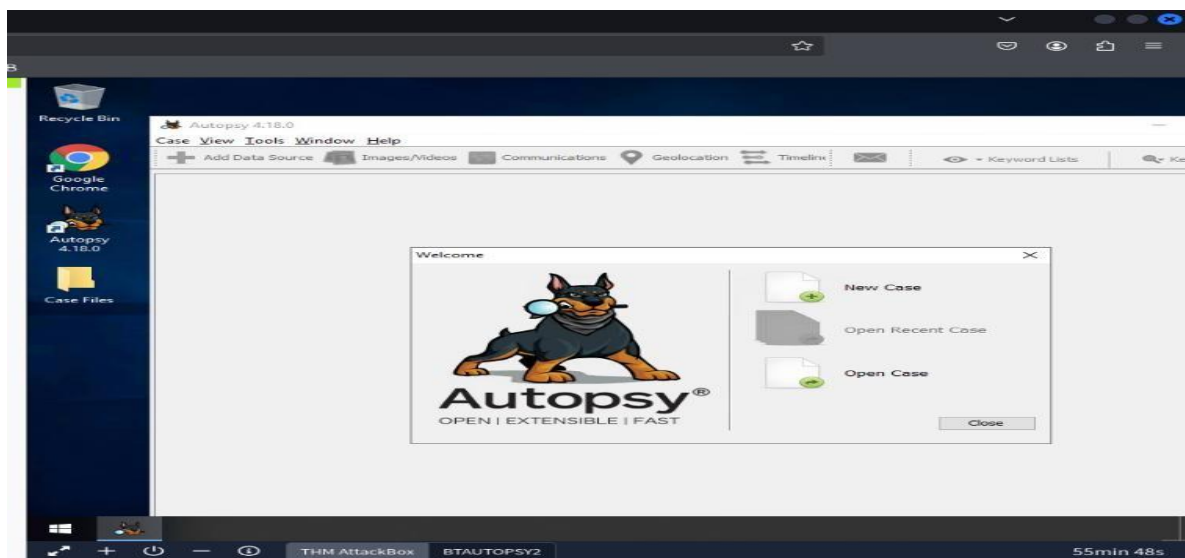 Recycle Bin
Google
Chrome
Autopsy
4.18.0
Case Files
Autopsy 4.18.0
Case View Tools Window Help
Add Data Source Images/Videos Communications Geolocation Timeline Keyword Lists Ke
Welcome
New Case
Open Recent Case
Open Case
Autopsy®
OPEN | EXTENSIBLE | FAST
Close
THM AttackBox BTAUTOPSY2 55min 48s